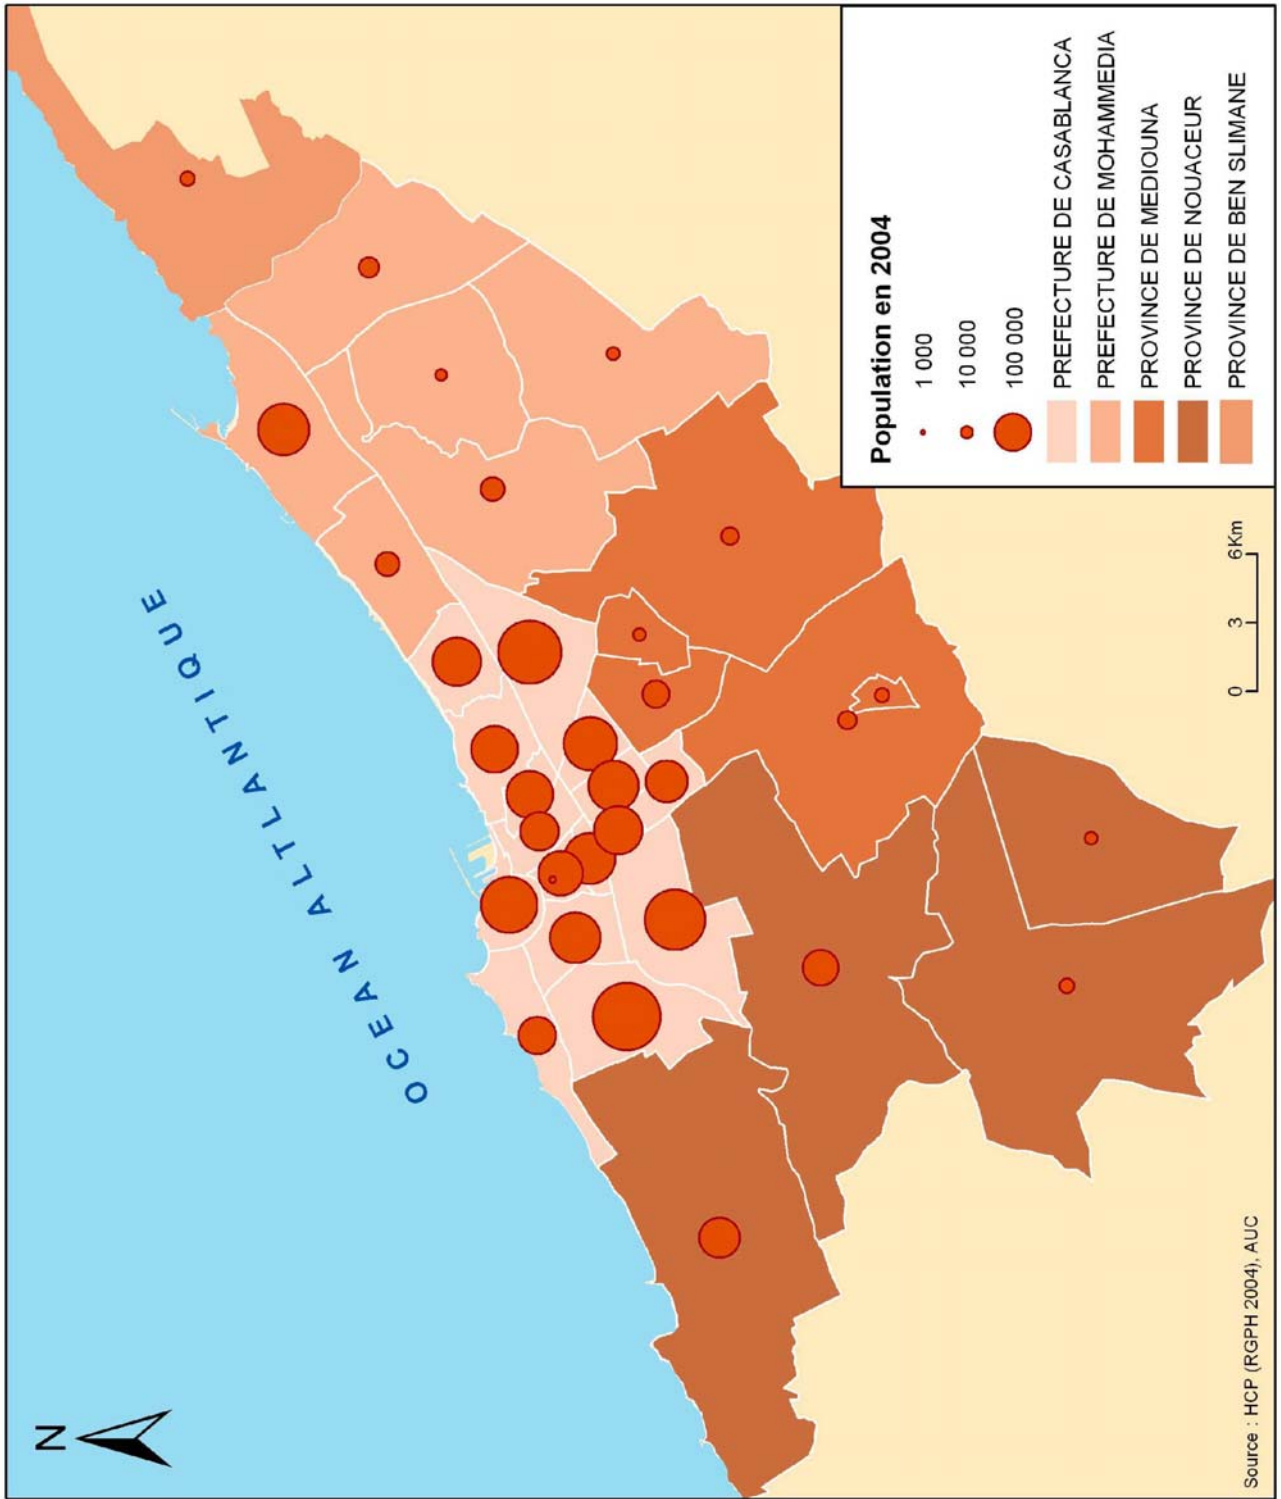 N
OCEAN ALTLANTIQUE
Population en 2004
1 000
10 000
100 000
PREFECTURE DE CASABLANCA
PREFECTURE DE MOHAMMEDIA
PROVINCE DE MEDIOUNA
PROVINCE DE NOUACEUR
PROVINCE DE BEN SLIMANE
0 3 6Km
Source : HCP (RGPH 2004), AUC